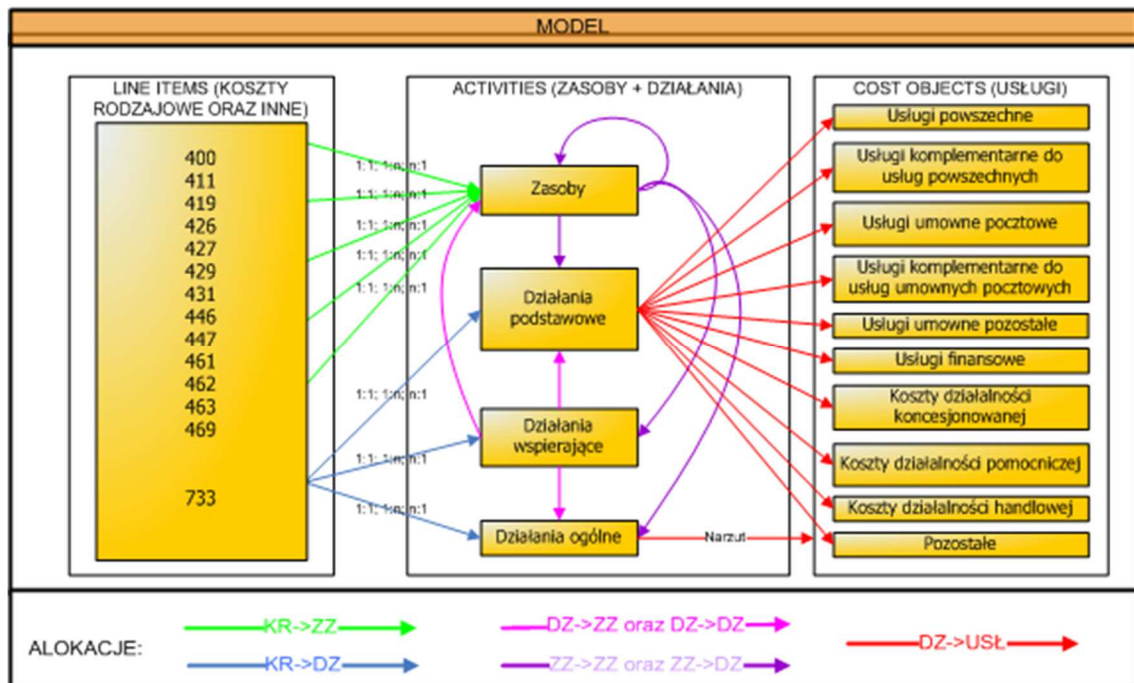 MODEL
LINE ITEMS (KOSZTY
RODZAJOWE ORAZ INNE)
400
411
419
426
427
429
431
446
447
461
462
463
469
733
1:1; 1:n; n:1
1:1; 1:n; n:1
1:1; 1:n; n:1
1:1; 1:n; n:1
1:1; 1:n; n:1
1:1; 1:n; n:1
1:1; 1:n; n:1
ACTIVITIES (ZASOBY + DZIAŁANIA)
Zasoby
Działania
podstawowe
Działania
wspierające
Działania ogólne
Narzut
COST OBJECTS (USŁUGI)
Usługi powszechne
Usługi komplementarne do
usług powszechnych
Usługi umowne pocztowe
Usługi komplementarne do
usług umownych pocztowych
Usługi umowne pozostałe
Usługi finansowe
Koszty działalności
koncesjonowanej
Koszty działalności pomocniczej
Koszty działalności handlowej
Pozostałe
ALOKACJE:
KR->ZZ
KR->DZ
DZ->ZZ oraz DZ->DZ
ZZ->ZZ oraz ZZ->DZ
DZ->USŁ